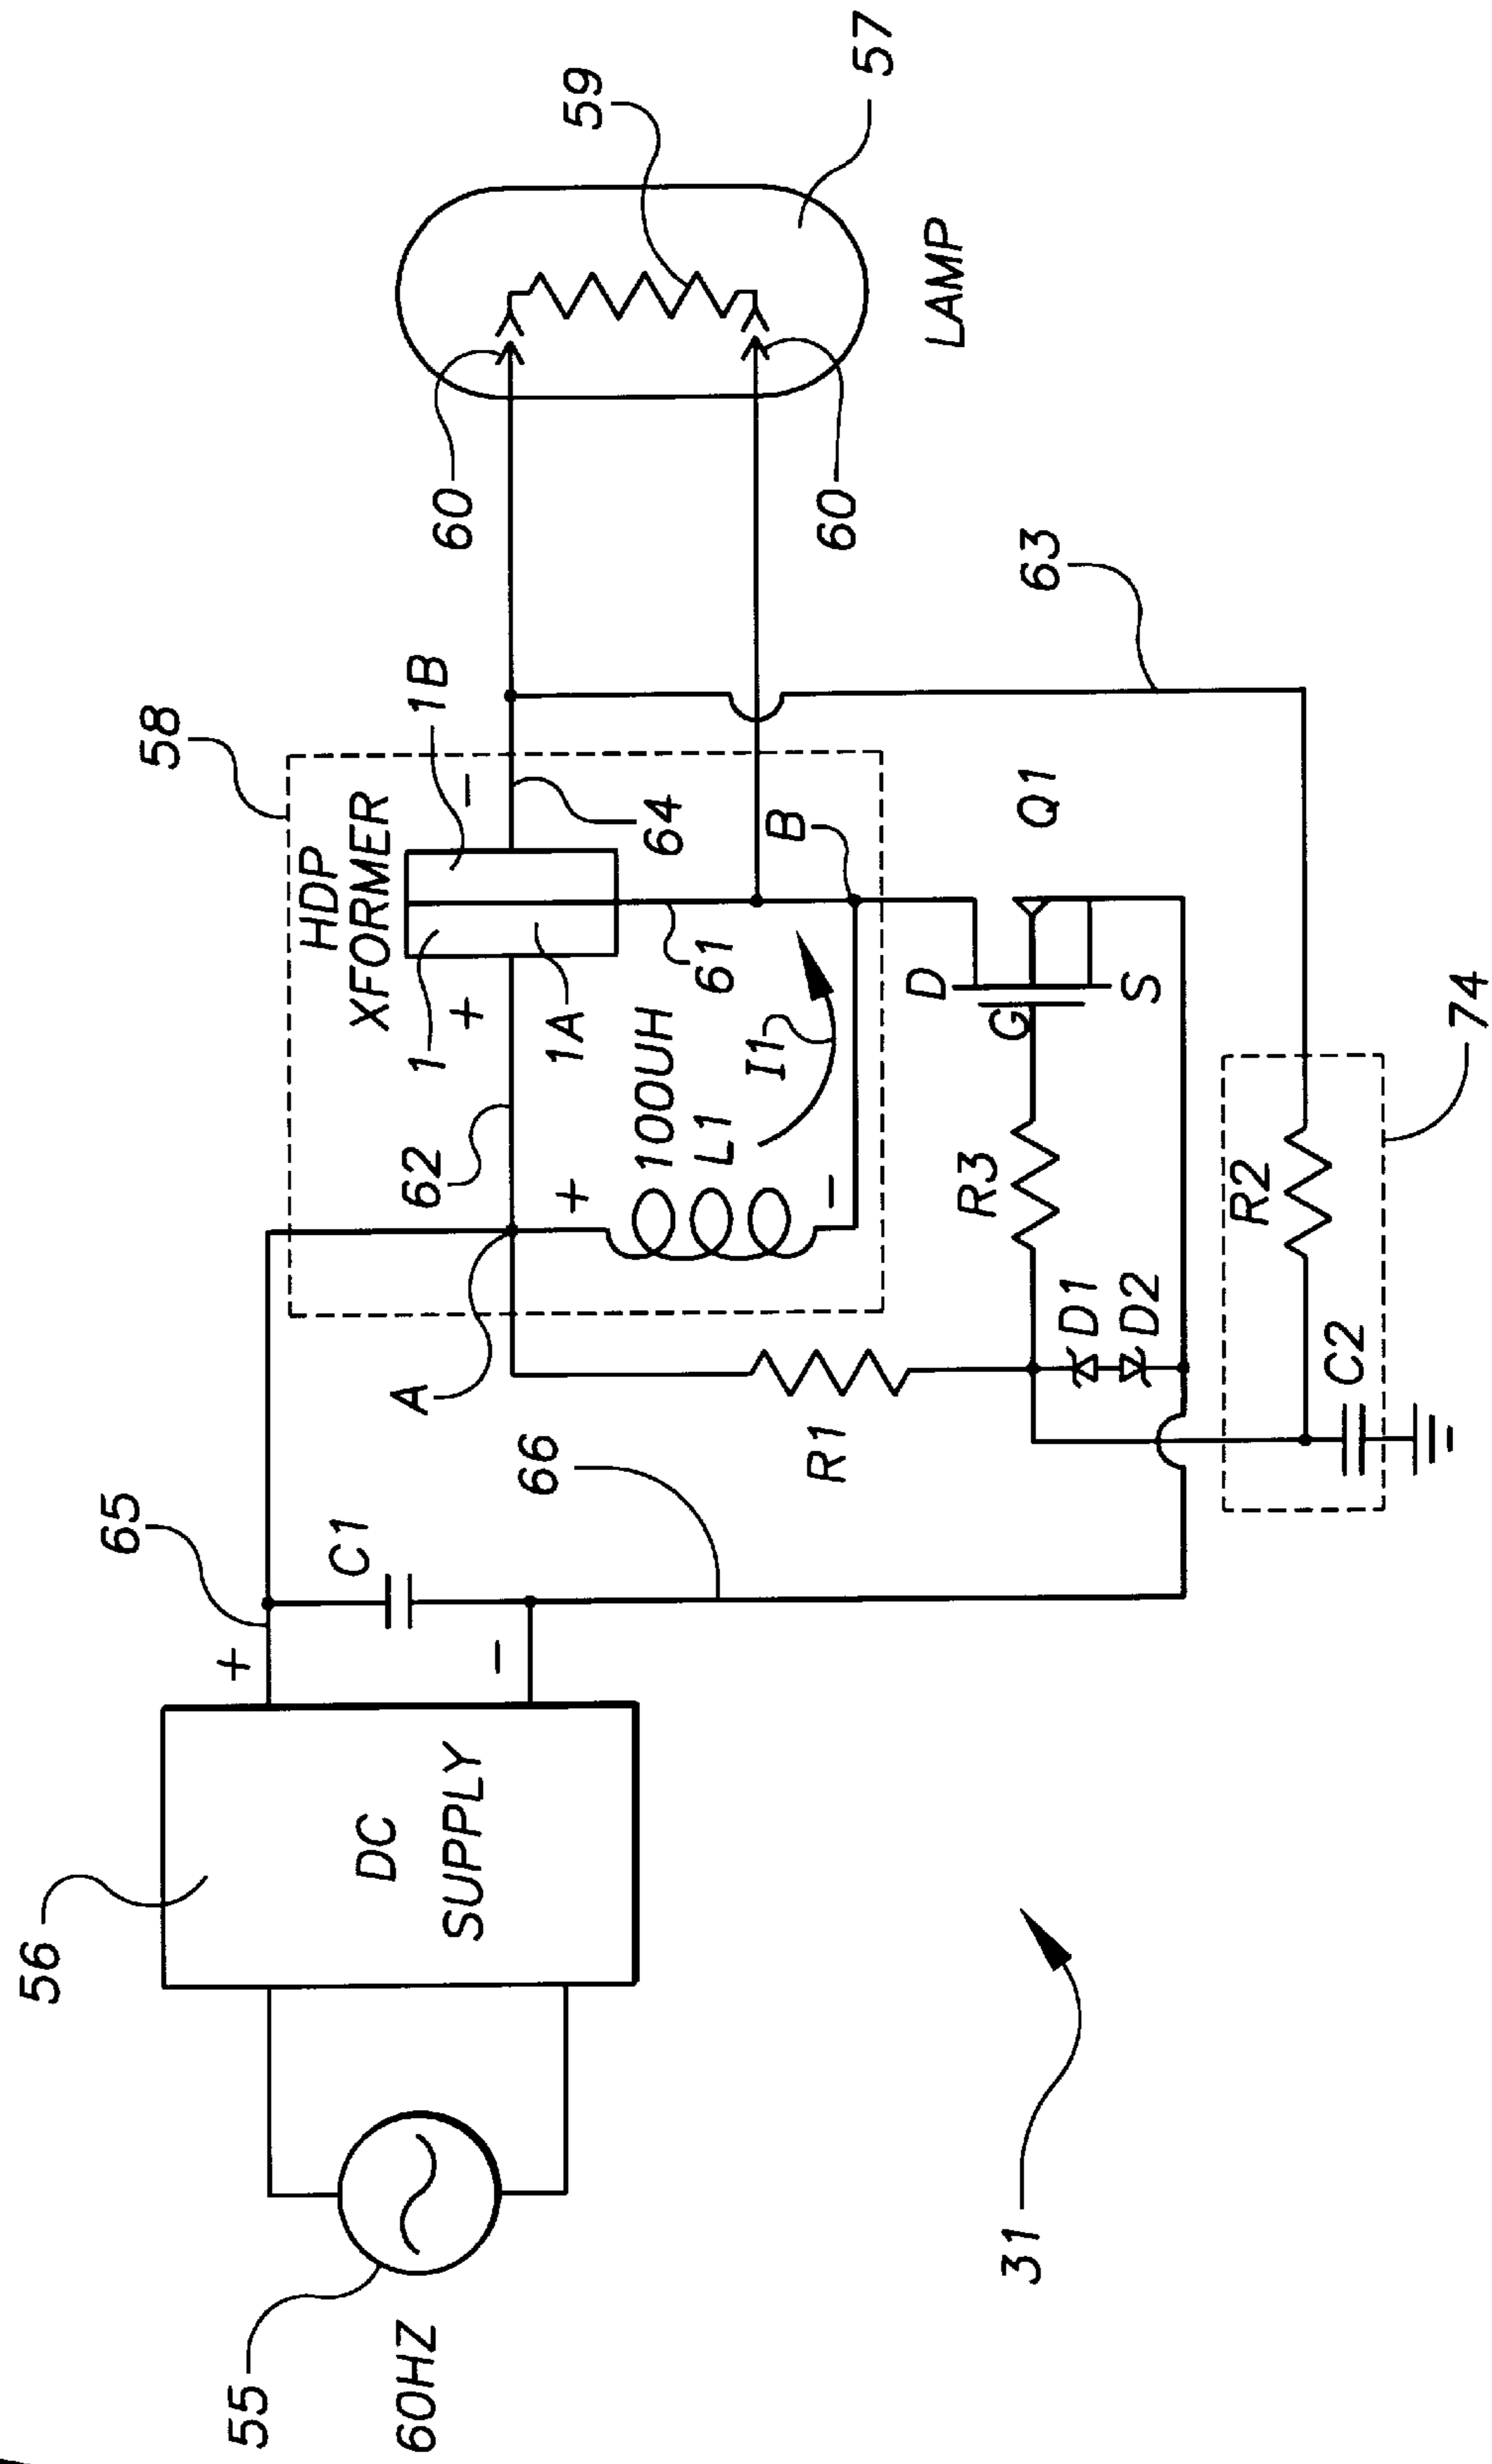 55
60HZ
56
DC
SUPPLY
+
−
65
C1
66
31
A
R1
62
+
100UH
L1
−
I1
58
HDP
XFORMER
1
+
1A
−
1B
61
64
B
D
G
S
Q1
R3
D1
D2
R2
C2
74
63
60
60
59
57
LAMP